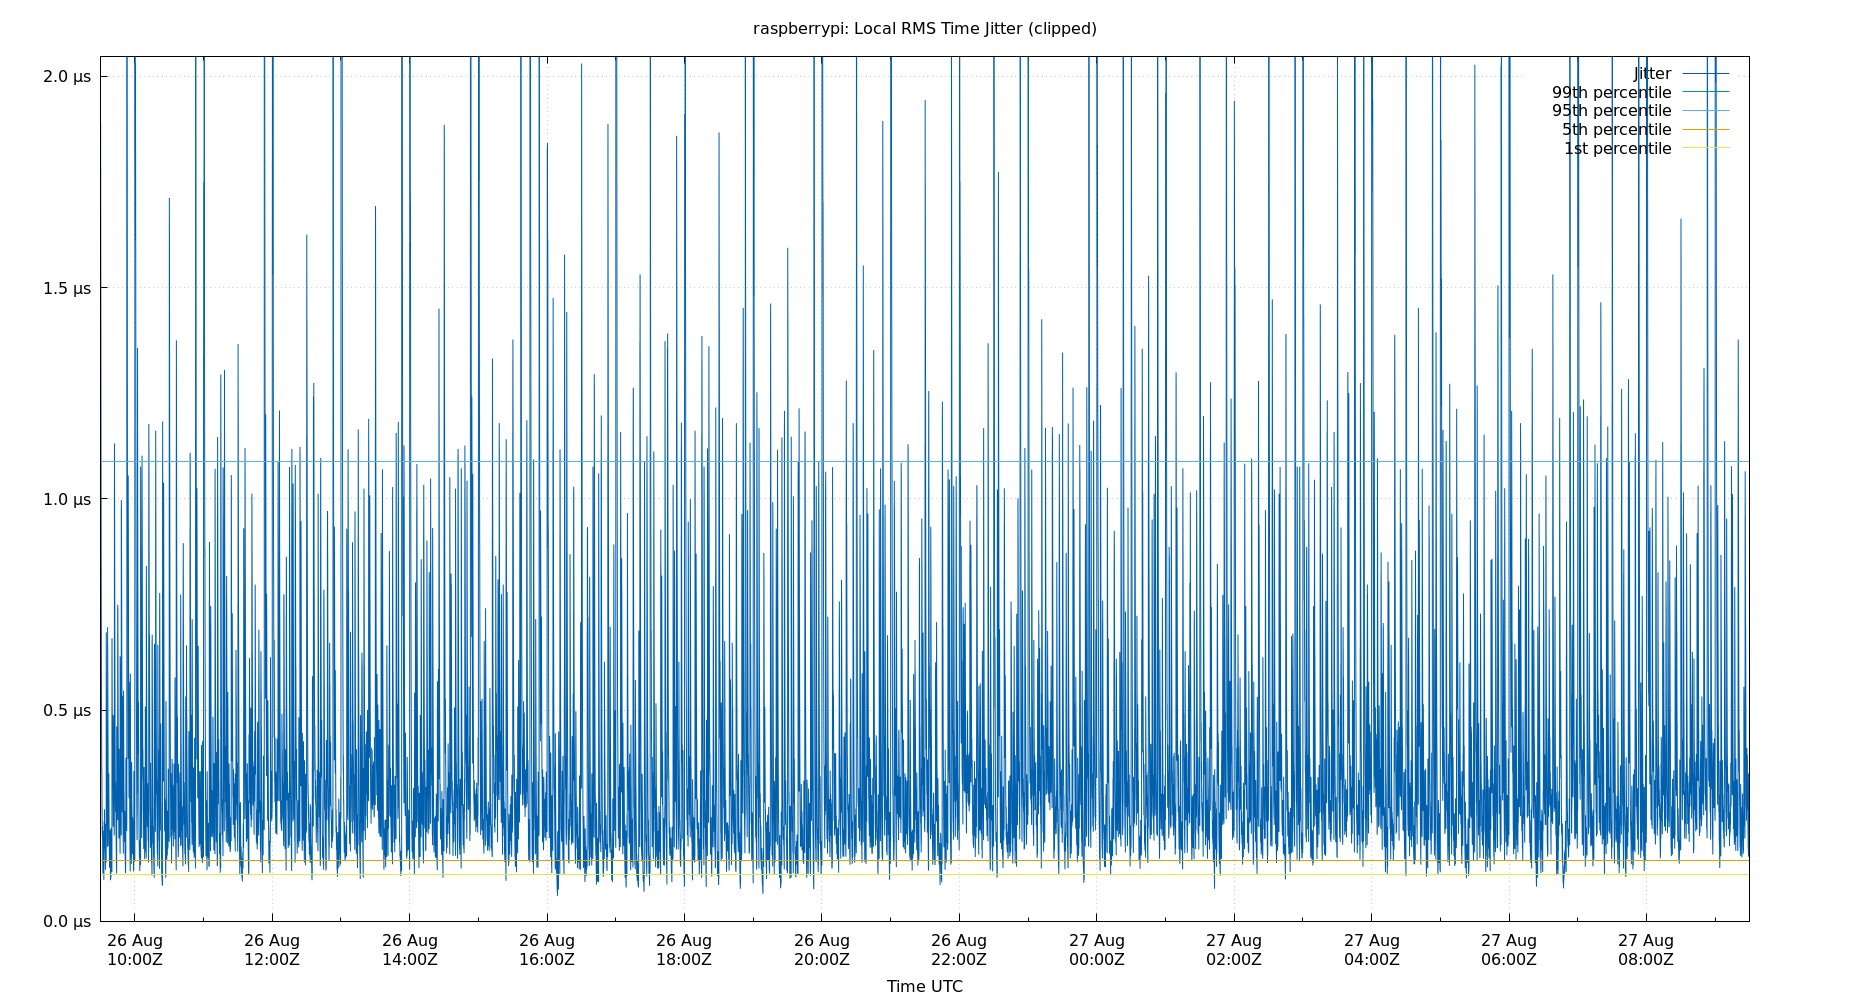 raspberrypi: Local RMS Time Jitter (clipped)
Jitter
99th percentile
95th percentile
5th percentile
1st percentile
2.0 µs
1.5 µs
1.0 µs
0.5 µs
0.0 µs
26 Aug 26 Aug 26 Aug 26 Aug 26 Aug 26 Aug 26 Aug 27 Aug 27 Aug 27 Aug 27 Aug 27 Aug
10:00Z 12:00Z 14:00Z 16:00Z 18:00Z 20:00Z 22:00Z 00:00Z 02:00Z 04:00Z 06:00Z 08:00Z
Time UTC